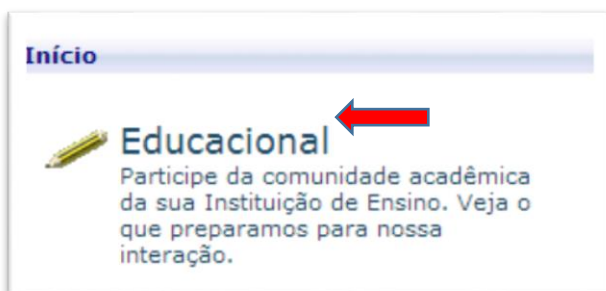 Início
Educacional
Participe da comunidade acadêmica
da sua Instituição de Ensino. Veja o
que preparamos para nossa
interação.